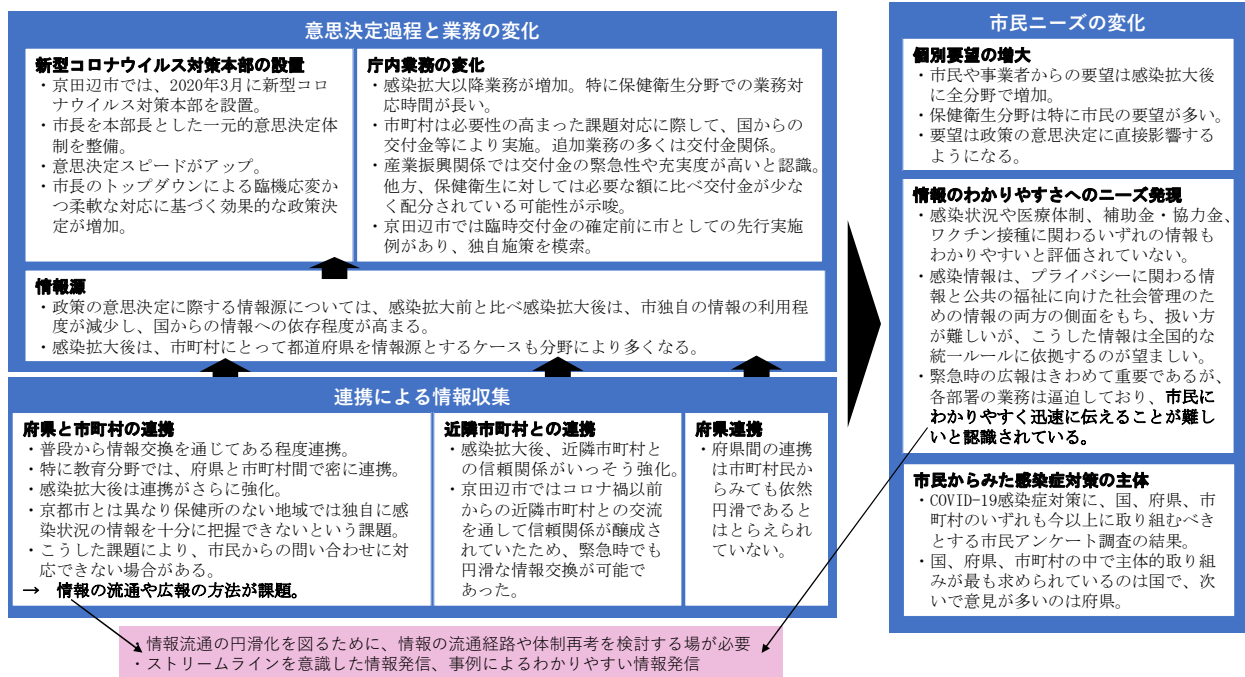 意思決定過程と業務の変化
新型コロナウイルス対策本部の設置
・京田辺市では、2020年3月に新型コロ
ナウイルス対策本部を設置。
・市長を本部長とした一元的意思決定体
制を整備。
・意思決定スピードがアップ。
・市長のトップダウンによる臨機応変か
つ柔軟な対応に基づく効果的な政策決
定が増加。
庁内業務の変化
・感染拡大以降業務が増加。特に保健衛生分野での業務対
応時間が長い。
・市町村は必要性の高まった課題対応に際して、国からの
交付金等により実施。追加業務の多くは交付金関係。
・産業振興関係では交付金の緊急性や充実度が高いと認識。
他方、保健衛生に対しては必要な額に比べ交付金が少な
く配分されている可能性が示唆。
・京田辺市では臨時交付金の確定前に市としての先行実施
例があり、独自施策を模索。
情報源
・政策の意思決定に際する情報源については、感染拡大前と比べ感染拡大後は、市独自の情報の利用程
度が減少し、国からの情報への依存程度が高まる。
・感染拡大後は、市町村にとって都道府県を情報源とするケースも分野により多くなる。
連携による情報収集
府県と市町村の連携
・普段から情報交換を通じてある程度連携。
・特に教育分野では、府県と市町村間で密に連携。
・感染拡大後は連携がさらに強化。
・京都市とは異なり保健所のない地域では独自に感
染状況の情報を十分に把握できないという課題。
・こうした課題により、市民からの問い合わせに対
応できない場合がある。
→ 情報の流通や広報の方法が課題。
近隣市町村との連携
・感染拡大後、近隣市町村と
の信頼関係がいっそう強化。
・京田辺市ではコロナ禍以前
からの近隣市町村との交流
を通して信頼関係が醸成さ
れていたため、緊急時でも
円滑な情報交換が可能で
あった。
府県連携
・府県間の連携
は市町村民か
らみても依然
円滑であると
はとらえられ
ていない。
市民ニーズの変化
個別要望の増大
・市民や事業者からの要望は感染拡大後
に全分野で増加。
・保健衛生分野は特に市民の要望が多い。
・要望は政策の意思決定に直接影響する
ようになる。
情報のわかりやすさへのニーズ発現
・感染状況や医療体制、補助金・協力金、
ワクチン接種に関わるいずれの情報も
わかりやすいと評価されていない。
・感染情報は、プライバシーに関わる情
報と公共の福祉に向けた社会管理のた
めの情報の両方の側面をもち、扱い方
が難しいが、こうした情報は全国的な
統一ルールに依拠するのが望ましい。
・緊急時の広報はきわめて重要であるが、
各部署の業務は逼迫しており、市民に
わかりやすく迅速に伝えることが難し
いと認識されている。
市民からみた感染症対策の主体
・COVID-19感染症対策に、国、府県、市
町村のいずれも今以上に取り組むべき
とする市民アンケート調査の結果。
・国、府県、市町村の中で主体的取り組
みが最も求められているのは国で、次
いで意見が多いのは府県。
・情報流通の円滑化を図るために、情報の流通経路や体制再考を検討する場が必要
・ストリームラインを意識した情報発信、事例によるわかりやすい情報発信